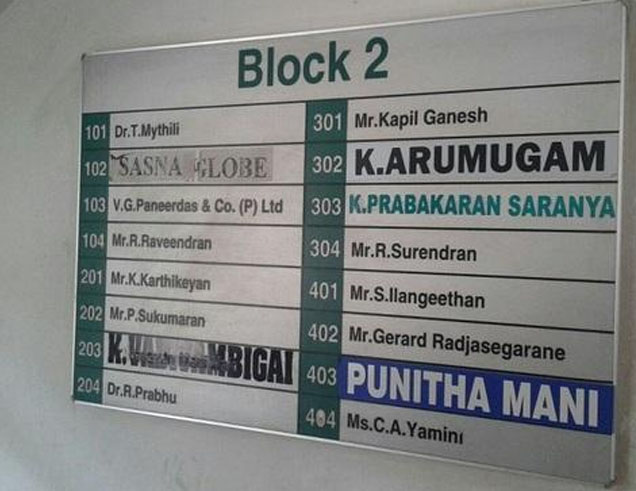 Block 2
101 Dr.T.Mythili
102 SASNA GLOBE
103 V.G.Paneerdas & Co. (P) Ltd
104 Mr.R.Raveendran
201 Mr.K.Karthikeyan
202 Mr.P.Sukumaran
203
204 Dr.R.Prabhu
301 Mr.Kapil Ganesh
302 K.ARUMUGAM
303 K.PRABAKARAN SARANYA
304 Mr.R.Surendran
401 Mr.S.Ilangeethan
402 Mr.Gerard Radjasegarane
403 PUNITHA MANI
404 Ms.C.A.Yamini